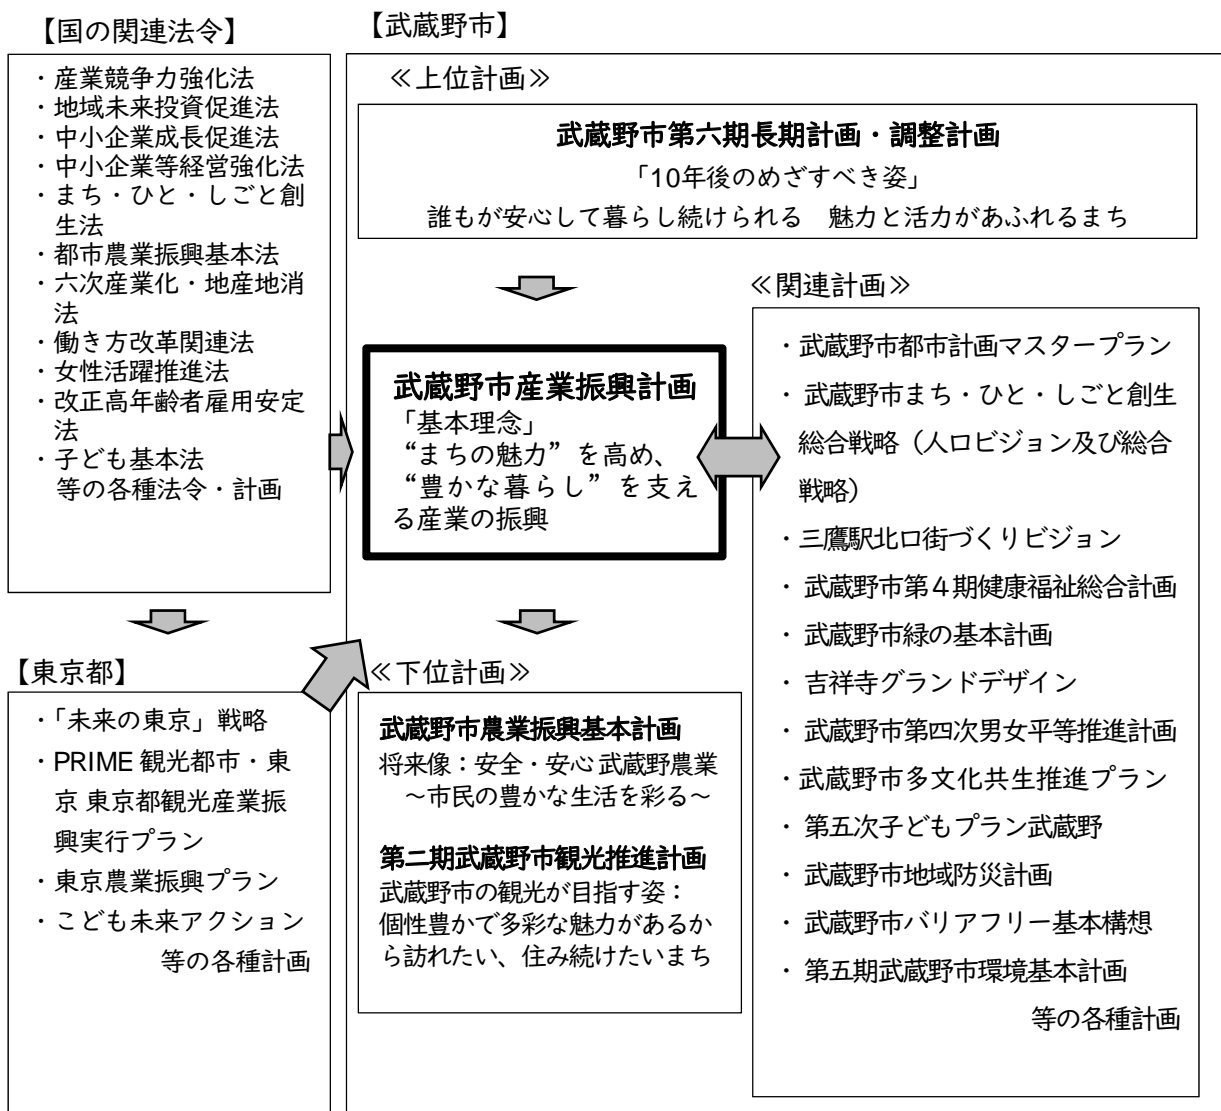 【国の関連法令】
・産業競争力強化法
・地域未来投資促進法
・中小企業成長促進法
・中小企業等経営強化法
・まち・ひと・しごと創
生法
・都市農業振興基本法
・六次産業化・地産地消
法
・働き方改革関連法
・女性活躍推進法
・改正高年齢者雇用安定
法
・子ども基本法
等の各種法令・計画
【東京都】
・「未来の東京」戦略
・PRIME 観光都市・東
京 東京都観光産業振
興実行プラン
・東京農業振興プラン
・こども未来アクション
等の各種計画
【武蔵野市】
≪上位計画≫
武蔵野市第六期長期計画・調整計画
「10年後のめざすべき姿」
誰もが安心して暮らし続けられる　魅力と活力があふれるまち
武蔵野市産業振興計画
「基本理念」
“まちの魅力”を高め、
“豊かな暮らし”を支え
る産業の振興
≪下位計画≫
武蔵野市農業振興基本計画
将来像：安全・安心 武蔵野農業
～市民の豊かな生活を彩る～
第二期武蔵野市観光推進計画
武蔵野市の観光が目指す姿：
個性豊かで多彩な魅力があるか
ら訪れたい、住み続けたいまち
≪関連計画≫
・武蔵野市都市計画マスタープラン
・武蔵野市まち・ひと・しごと創生
総合戦略（人口ビジョン及び総合
戦略）
・三鷹駅北口街づくりビジョン
・武蔵野市第４期健康福祉総合計画
・武蔵野市緑の基本計画
・吉祥寺グランドデザイン
・武蔵野市第四次男女平等推進計画
・武蔵野市多文化共生推進プラン
・第五次子どもプラン武蔵野
・武蔵野市地域防災計画
・武蔵野市バリアフリー基本構想
・第五期武蔵野市環境基本計画
等の各種計画